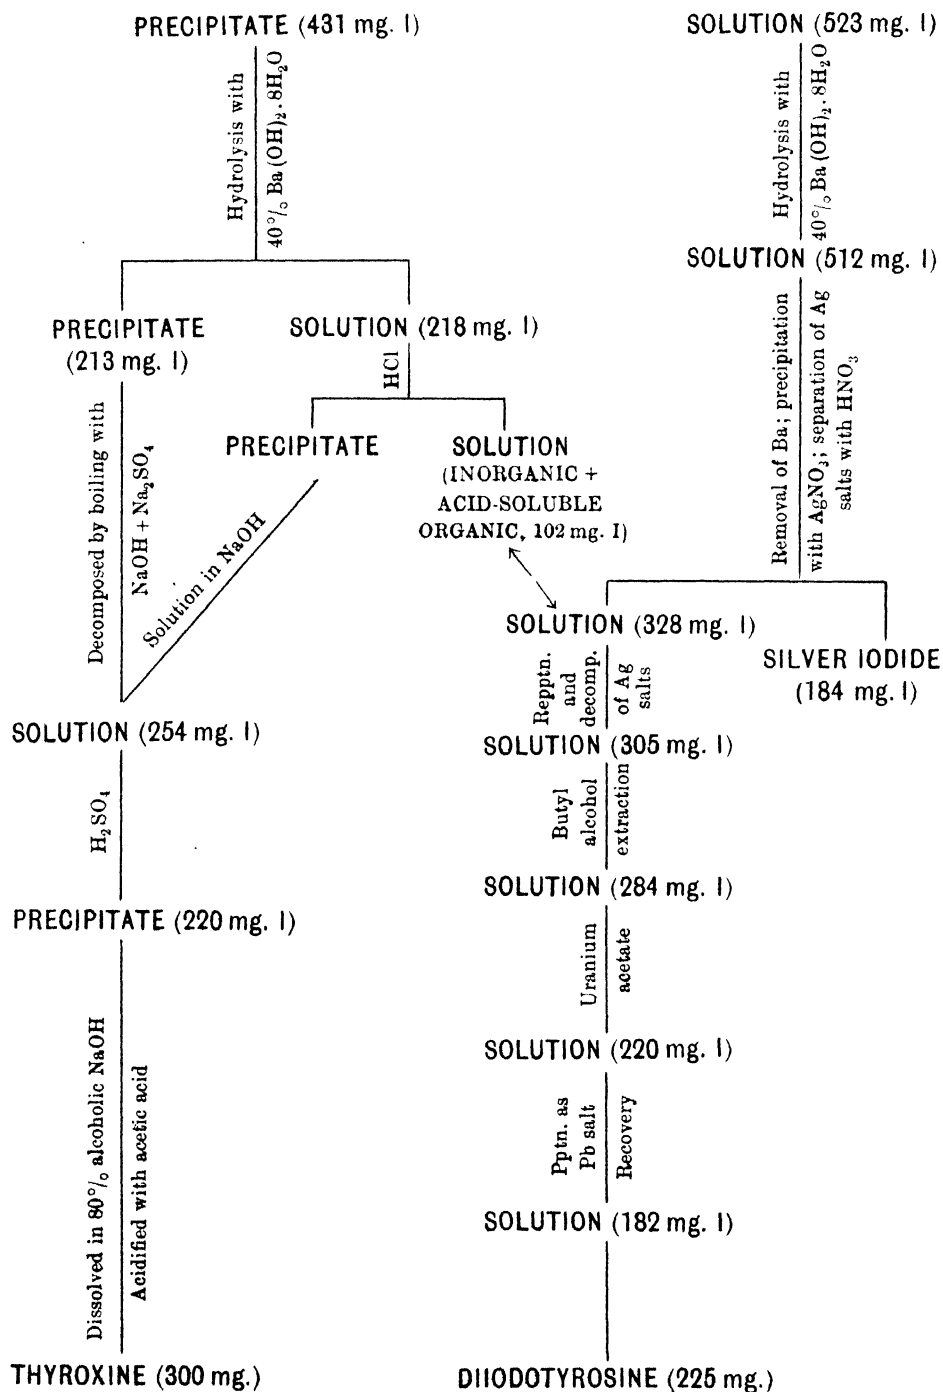 PRECIPITATE (431 mg. I)
Hydrolysis with
40% Ba(OH)₂.8H₂O
PRECIPITATE
(213 mg. I)
SOLUTION (218 mg. I)
HCl
PRECIPITATE
SOLUTION
(INORGANIC +
ACID-SOLUBLE
ORGANIC, 102 mg. I)
Decomposed by boiling with
NaOH + Na₂SO₄
Solution in NaOH
SOLUTION (254 mg. I)
H₂SO₄
PRECIPITATE (220 mg. I)
Dissolved in 80% alcoholic NaOH
Acidified with acetic acid
THYROXINE (300 mg.)
SOLUTION (523 mg. I)
Hydrolysis with
40% Ba(OH)₂.8H₂O
SOLUTION (512 mg. I)
Removal of Ba; precipitation
with AgNO₃; separation of Ag
salts with HNO₃
SOLUTION (328 mg. I)
SILVER IODIDE
(184 mg. I)
Repptn.
and
decomp.
of Ag
salts
SOLUTION (305 mg. I)
Butyl
alcohol
extraction
SOLUTION (284 mg. I)
Uranium
acetate
SOLUTION (220 mg. I)
Pptn. as
Pb salt
Recovery
SOLUTION (182 mg. I)
DIIODOTYROSINE (225 mg.)